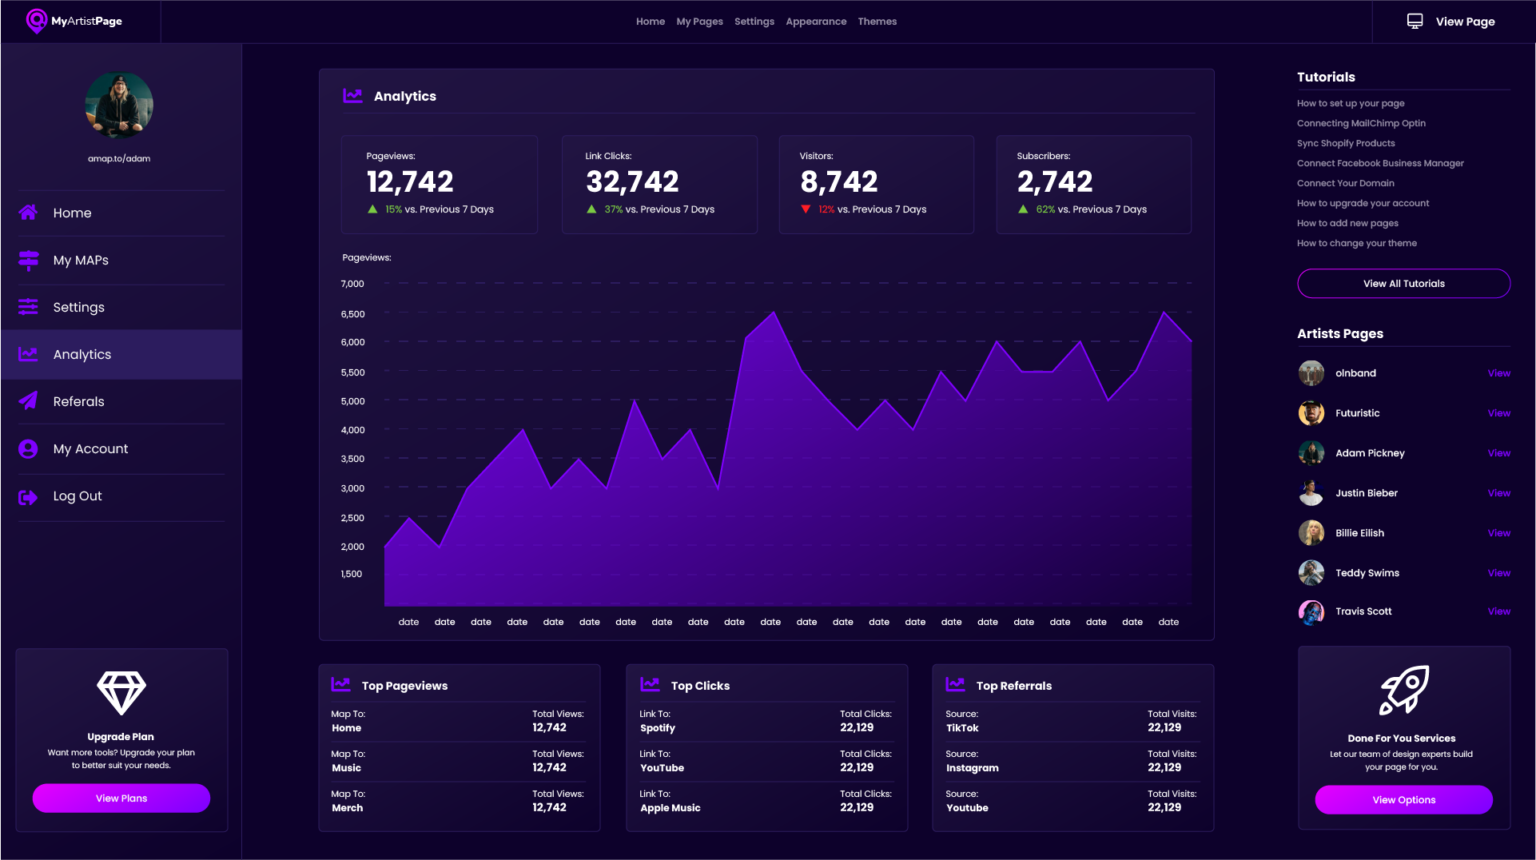 MyArtistPage
Home My Pages Settings Appearance Themes
View Page
amap.to/adam
Home
My MAPs
Settings
Analytics
Referals
My Account
Log Out
Upgrade Plan
Want more tools? Upgrade your plan
to better suit your needs.
View Plans
Analytics
Pageviews:
12,742
15% vs. Previous 7 Days
Link Clicks:
32,742
37% vs. Previous 7 Days
Visitors:
8,742
12% vs. Previous 7 Days
Subscribers:
2,742
62% vs. Previous 7 Days
Pageviews:
7,000
6,500
6,000
5,500
5,000
4,000
3,500
3,000
2,500
2,000
1,500
date date date date date date date date date date date date date date date date date date date date date date
Top Pageviews
Map To: Total Views:
Home 12,742
Map To: Total Views:
Music 12,742
Map To: Total Views:
Merch 12,742
Top Clicks
Link To: Total Clicks:
Spotify 22,129
Link To: Total Clicks:
YouTube 22,129
Link To: Total Clicks:
Apple Music 22,129
Top Referrals
Source: Total Visits:
TikTok 22,129
Source: Total Visits:
Instagram 22,129
Source: Total Visits:
Youtube 22,129
Tutorials
How to set up your page
Connecting MailChimp Optin
Sync Shopify Products
Connect Facebook Business Manager
Connect Your Domain
How to upgrade your account
How to add new pages
How to change your theme
View All Tutorials
Artists Pages
olnband View
Futuristic View
Adam Pickney View
Justin Bieber View
Billie Eilish View
Teddy Swims View
Travis Scott View
Done For You Services
Let our team of design experts build
your page for you.
View Options